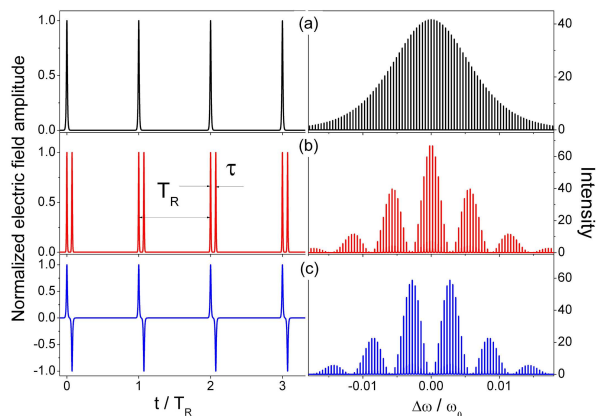 (a)
1.0
0.5
0.0
40
20
0
(b)
1.0
0.5
0.0
T_R
τ
60
40
20
0
(c)
1.0
0.5
0.0
-0.5
-1.0
60
40
20
0
0 1 2 3
-0.01 0.00 0.01
t / T_R
Δω / ω₀
Normalized electric field amplitude
Intensity